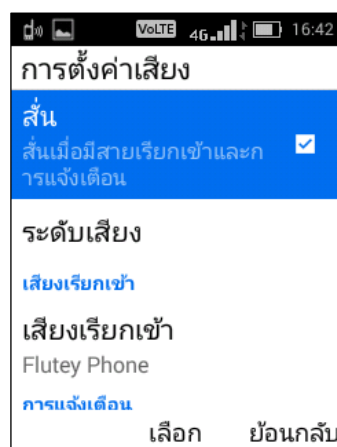 VoLTE 4G 16:42
การตั้งค่าเสียง
สั่น
สั่นเมื่อมีสายเรียกเข้าและก
ารแจ้งเตือน
ระดับเสียง
เสียงเรียกเข้า
เสียงเรียกเข้า
Flutey Phone
การแจ้งเตือน
เลือก ย้อนกลับ